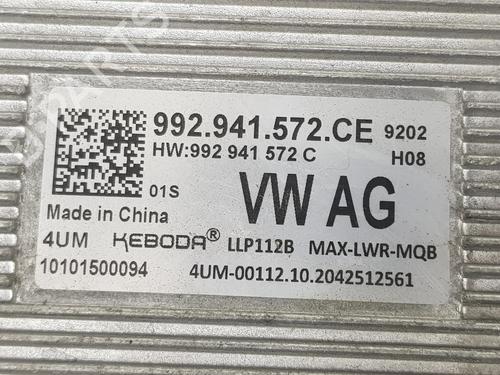 992.941.572.CE 9202
HW:992 941 572 C H08
01S VW AG
Made in China
4UM KEBODA® LLP112B MAX-LWR-MQB
10101500094 4UM-00112.10.2042512561